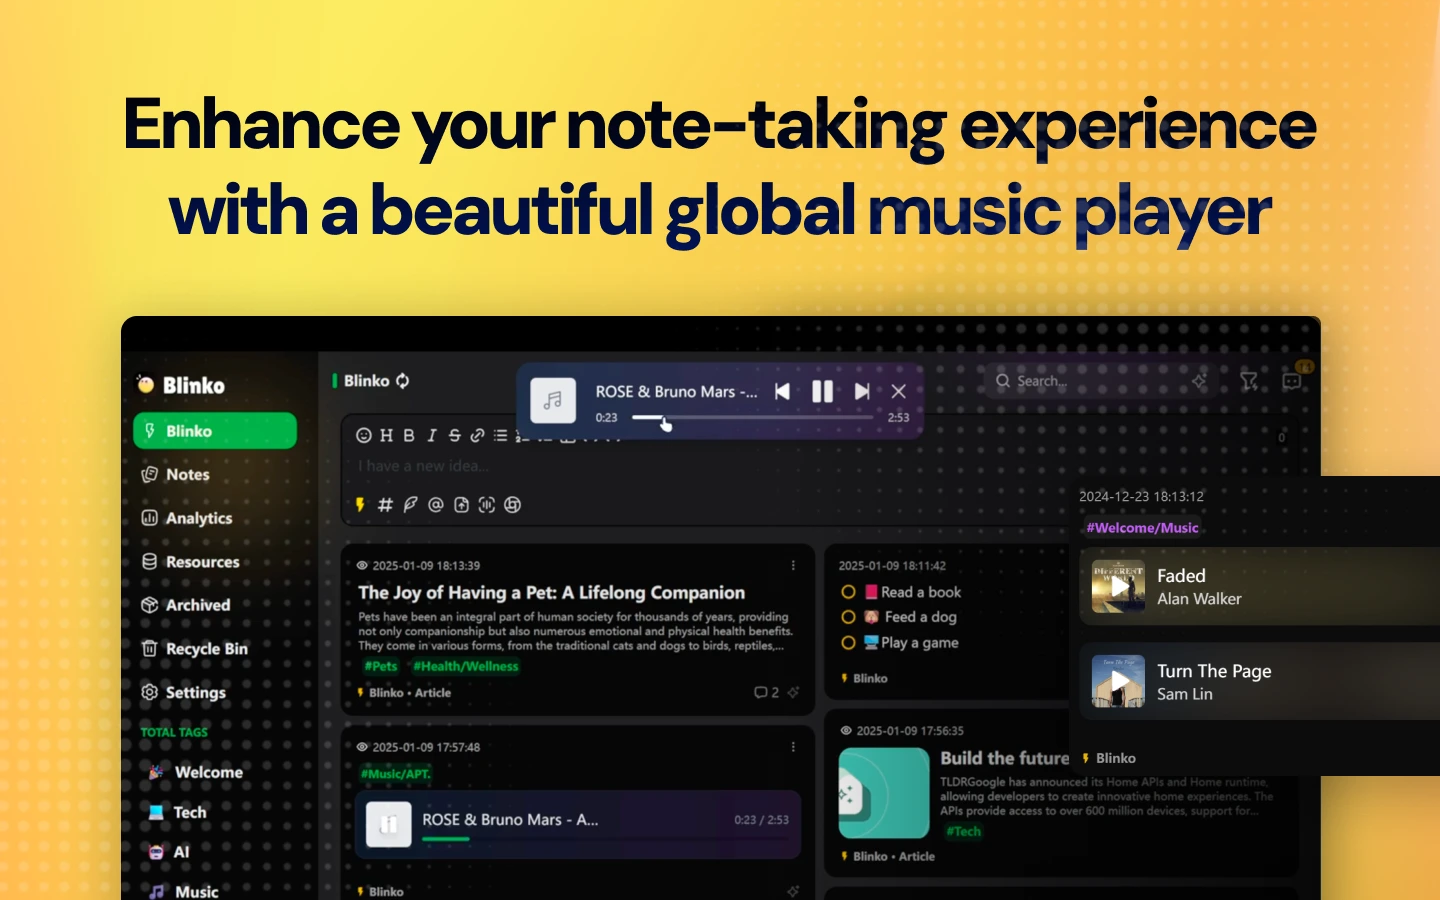 Enhance your note-taking experience
with a beautiful global music player
Blinko
Blinko
Notes
Analytics
Resources
Archived
Recycle Bin
Settings
TOTAL TAGS
Welcome
Tech
AI
Music
Blinko
ROSE & Bruno Mars -...
0:23
2:53
Search...
H B I S
0
I have a new idea...
# @
2025-01-09 18:13:39
The Joy of Having a Pet: A Lifelong Companion
Pets have been an integral part of human society for thousands of years, providing
not only companionship but also numerous emotional and physical health benefits.
They come in various forms, from the traditional cats and dogs to birds, reptiles,...
#Pets #Health/Wellness
Blinko • Article
2
2025-01-09 17:57:48
#Music/APT.
ROSE & Bruno Mars - A...
0:23 / 2:53
Blinko
2025-01-09 18:11:42
Read a book
Feed a dog
Play a game
Blinko
2025-01-09 17:56:35
Build the future
TLDRGoogle has announced its Home APIs and Home runtime,
allowing developers to create innovative home experiences. The
APIs provide access to over 600 million devices, support for...
#Tech
Blinko • Article
2024-12-23 18:13:12
#Welcome/Music
Faded
Alan Walker
Turn The Page
Sam Lin
Blinko